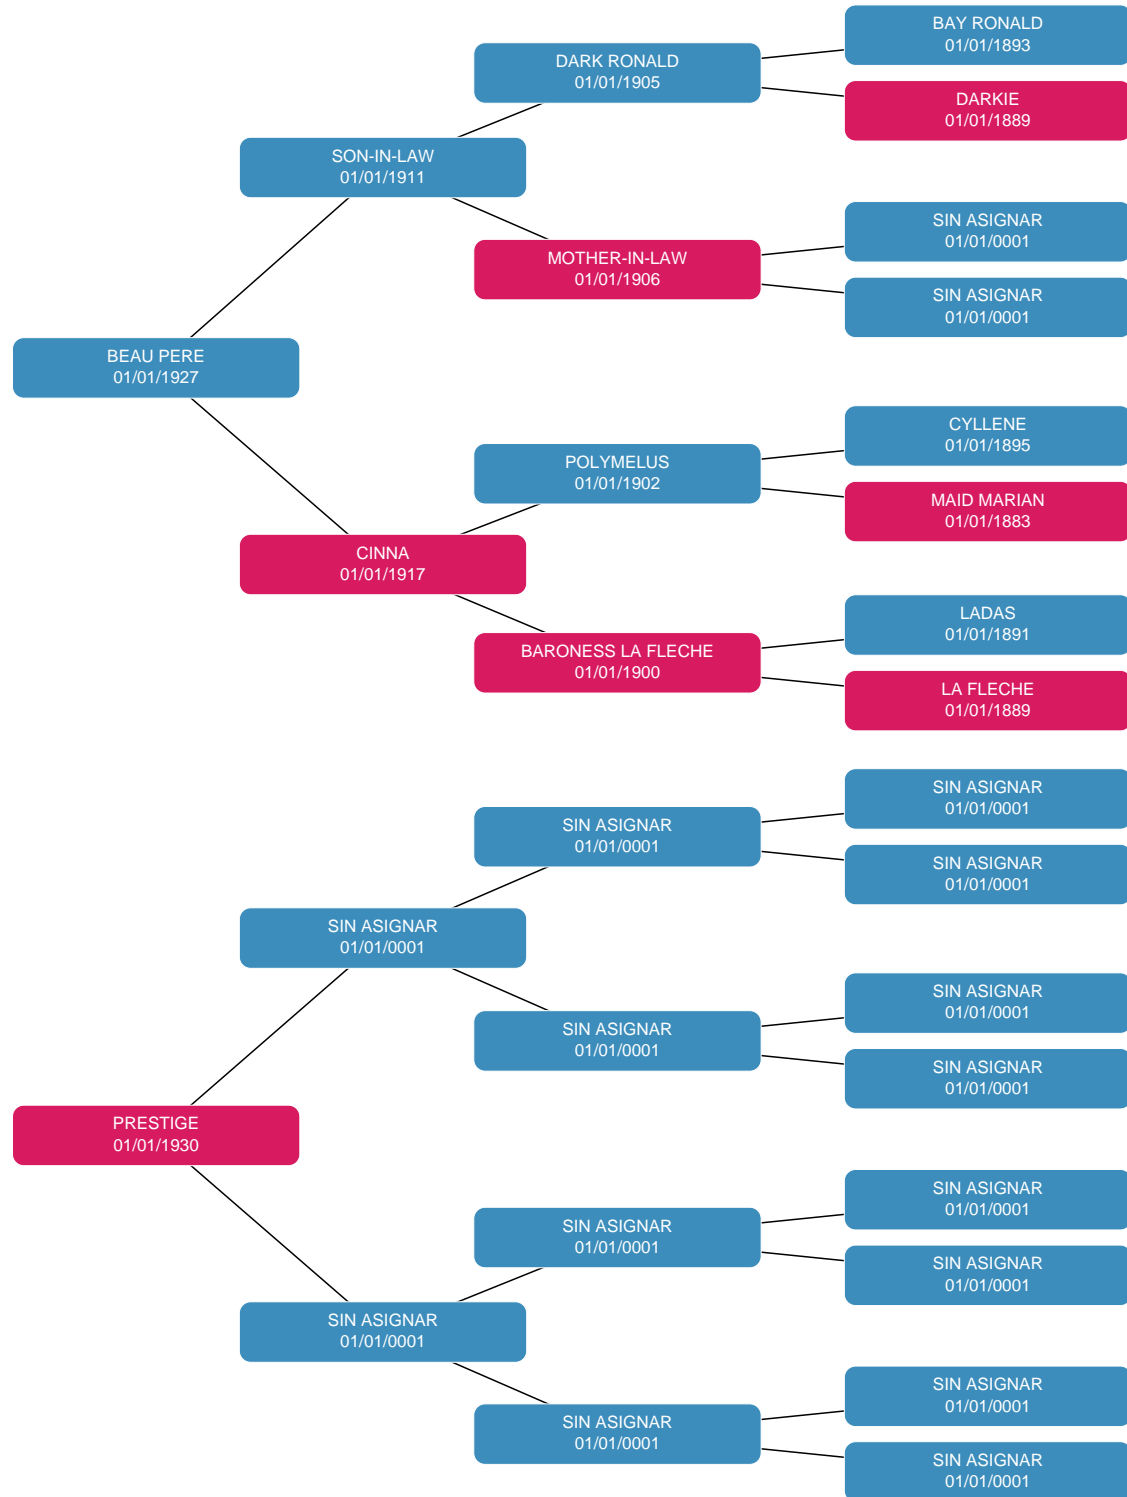 BAY RONALD
01/01/1893
DARK RONALD
01/01/1905
DARKIE
01/01/1889
SON-IN-LAW
01/01/1911
SIN ASIGNAR
01/01/0001
MOTHER-IN-LAW
01/01/1906
SIN ASIGNAR
01/01/0001
BEAU PERE
01/01/1927
CYLLENE
01/01/1895
POLYMELUS
01/01/1902
MAID MARIAN
01/01/1883
CINNA
01/01/1917
LADAS
01/01/1891
BARONESS LA FLECHE
01/01/1900
LA FLECHE
01/01/1889
SIN ASIGNAR
01/01/0001
SIN ASIGNAR
01/01/0001
SIN ASIGNAR
01/01/0001
SIN ASIGNAR
01/01/0001
SIN ASIGNAR
01/01/0001
SIN ASIGNAR
01/01/0001
SIN ASIGNAR
01/01/0001
PRESTIGE
01/01/1930
SIN ASIGNAR
01/01/0001
SIN ASIGNAR
01/01/0001
SIN ASIGNAR
01/01/0001
SIN ASIGNAR
01/01/0001
SIN ASIGNAR
01/01/0001
SIN ASIGNAR
01/01/0001
SIN ASIGNAR
01/01/0001